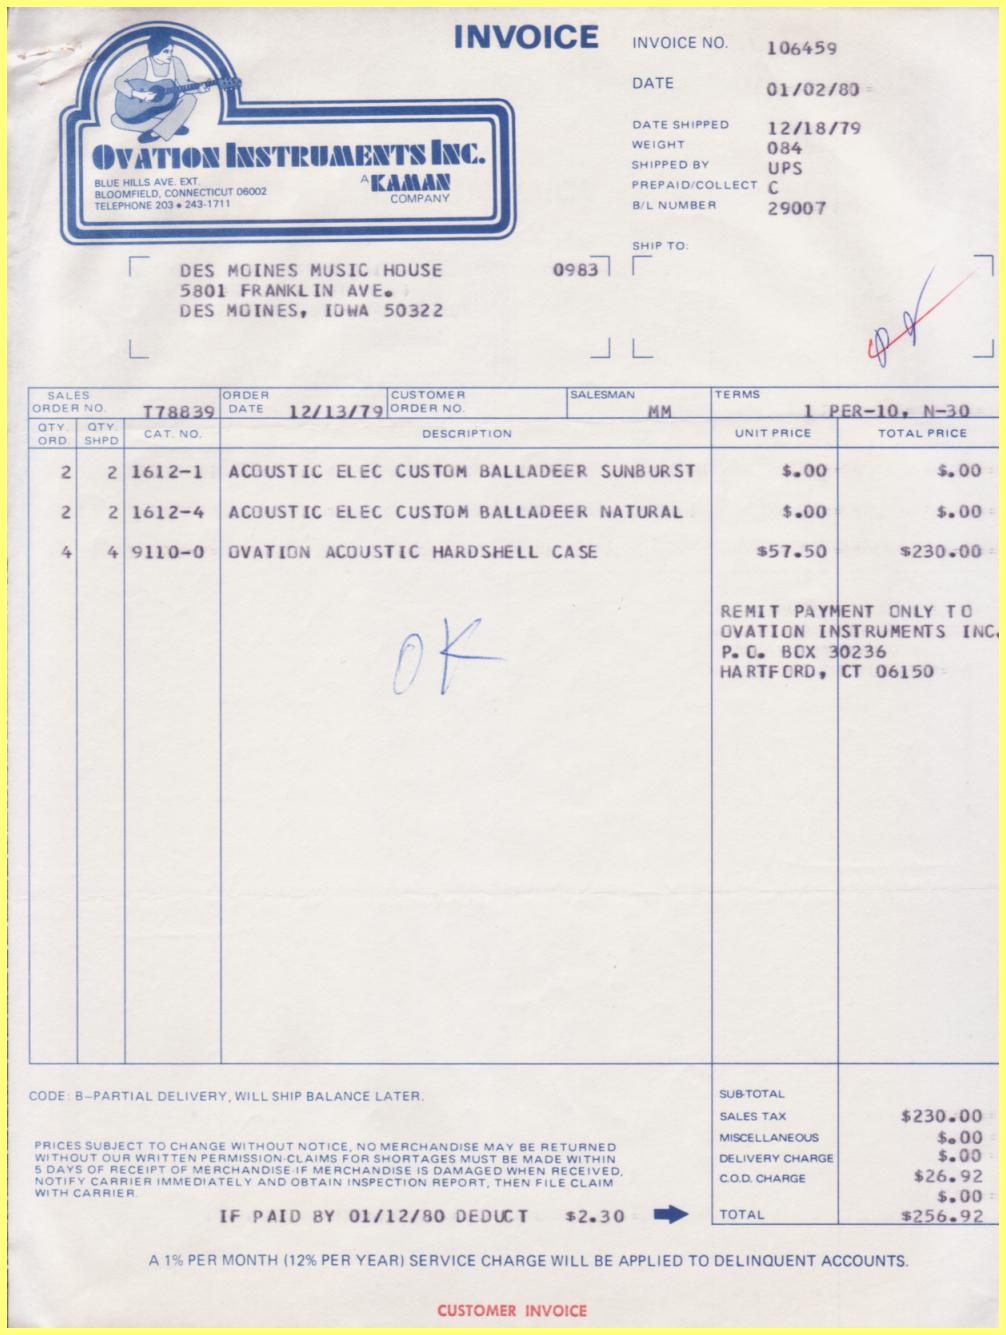 INVOICE
INVOICE NO. 106459
DATE 01/02/80
DATE SHIPPED 12/18/79
WEIGHT 084
SHIPPED BY UPS
PREPAID/COLLECT C
B/L NUMBER 29007
OVATION INSTRUMENTS INC.
BLUE HILLS AVE. EXT.
BLOOMFIELD, CONNECTICUT 06002
TELEPHONE 203 • 243-1711
A KAMAN
COMPANY
SHIP TO:
DES MOINES MUSIC HOUSE 0983
5801 FRANKLIN AVE.
DES MOINES, IOWA 50322
SALES ORDER NO. T78839 ORDER DATE 12/13/79 CUSTOMER ORDER NO. SALESMAN MM TERMS 1 PER-10, N-30
QTY. ORD. QTY. SHPD CAT. NO. DESCRIPTION UNIT PRICE TOTAL PRICE
2 2 1612-1 ACOUSTIC ELEC CUSTOM BALLADEER SUNBURST $.00 $.00
2 2 1612-4 ACOUSTIC ELEC CUSTOM BALLADEER NATURAL $.00 $.00
4 4 9110-0 OVATION ACOUSTIC HARDSHELL CASE $57.50 $230.00
REMIT PAYMENT ONLY TO
OVATION INSTRUMENTS INC.
P.O. BOX 30236
HARTFORD, CT 06150
OK
CODE: B-PARTIAL DELIVERY, WILL SHIP BALANCE LATER.
PRICES SUBJECT TO CHANGE WITHOUT NOTICE, NO MERCHANDISE MAY BE RETURNED
WITHOUT OUR WRITTEN PERMISSION-CLAIMS FOR SHORTAGES MUST BE MADE WITHIN
5 DAYS OF RECEIPT OF MERCHANDISE-IF MERCHANDISE IS DAMAGED WHEN RECEIVED,
NOTIFY CARRIER IMMEDIATELY AND OBTAIN INSPECTION REPORT, THEN FILE CLAIM
WITH CARRIER.
SUB-TOTAL
SALES TAX $230.00
MISCELLANEOUS $.00
DELIVERY CHARGE $.00
C.O.D. CHARGE $26.92
$.00
IF PAID BY 01/12/80 DEDUCT $2.30 TOTAL $256.92
A 1% PER MONTH (12% PER YEAR) SERVICE CHARGE WILL BE APPLIED TO DELINQUENT ACCOUNTS.
CUSTOMER INVOICE